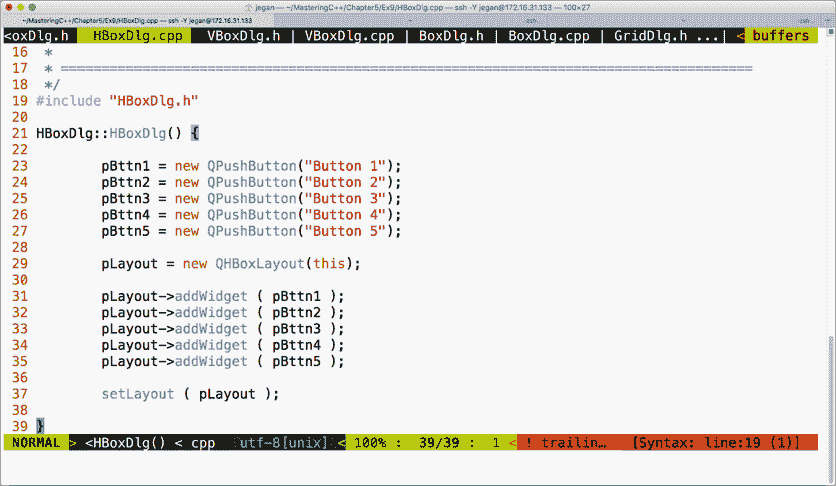 jegan — ~/MasteringC++/Chapter5/Ex9/HBoxDlg.cpp — ssh -Y jegan@172.16.31.133 — 100×27
~/MasteringC++/Chapter5/Ex9/HBoxDlg.cpp — ssh -Y jegan@172.16.31.133 ~ -zsh ~ -zsh
<oxDlg.h HBoxDlg.cpp VBoxDlg.h | VBoxDlg.cpp | BoxDlg.h | BoxDlg.cpp | GridDlg.h ...| < buffers
16 *
17 * ==============================================================================
18 */
19 #include "HBoxDlg.h"
20
21 HBoxDlg::HBoxDlg() {
22
23 pBttn1 = new QPushButton("Button 1");
24 pBttn2 = new QPushButton("Button 2");
25 pBttn3 = new QPushButton("Button 3");
26 pBttn4 = new QPushButton("Button 4");
27 pBttn5 = new QPushButton("Button 5");
28
29 pLayout = new QHBoxLayout(this);
30
31 pLayout->addWidget ( pBttn1 );
32 pLayout->addWidget ( pBttn2 );
33 pLayout->addWidget ( pBttn3 );
34 pLayout->addWidget ( pBttn4 );
35 pLayout->addWidget ( pBttn5 );
36
37 setLayout ( pLayout );
38
39 }
NORMAL > <HBoxDlg() < cpp utf-8[unix] < 100% : 39/39 : 1 < ! trailin… [Syntax: line:19 (1)]